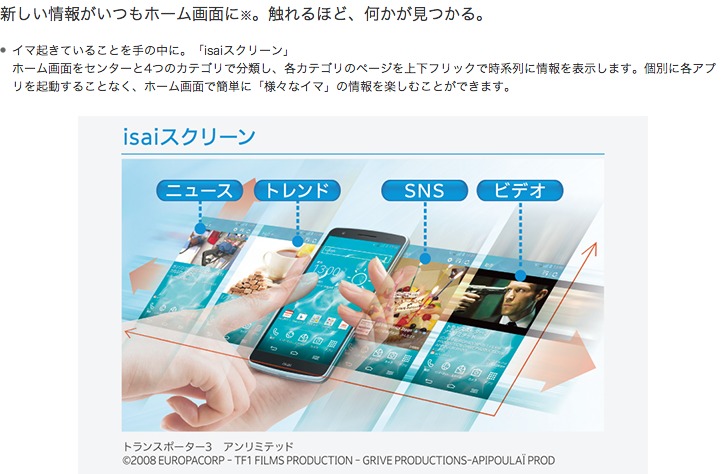 新しい情報がいつもホーム画面に※。触れるほど、何かが見つかる。
イマ起きていることを手の中に。「isaiスクリーン」
ホーム画面をセンターと4つのカテゴリで分類し、各カテゴリのページを上下フリックで時系列に情報を表示します。個別に各アプ
リを起動することなく、ホーム画面で簡単に「様々なイマ」の情報を楽しむことができます。
isaiスクリーン
ニュース トレンド SNS ビデオ
13:00
トランスポーター3 アンリミテッド
©2008 EUROPACORP – TF1 FILMS PRODUCTION – GRIVE PRODUCTIONS–APIPOULAÏ PROD